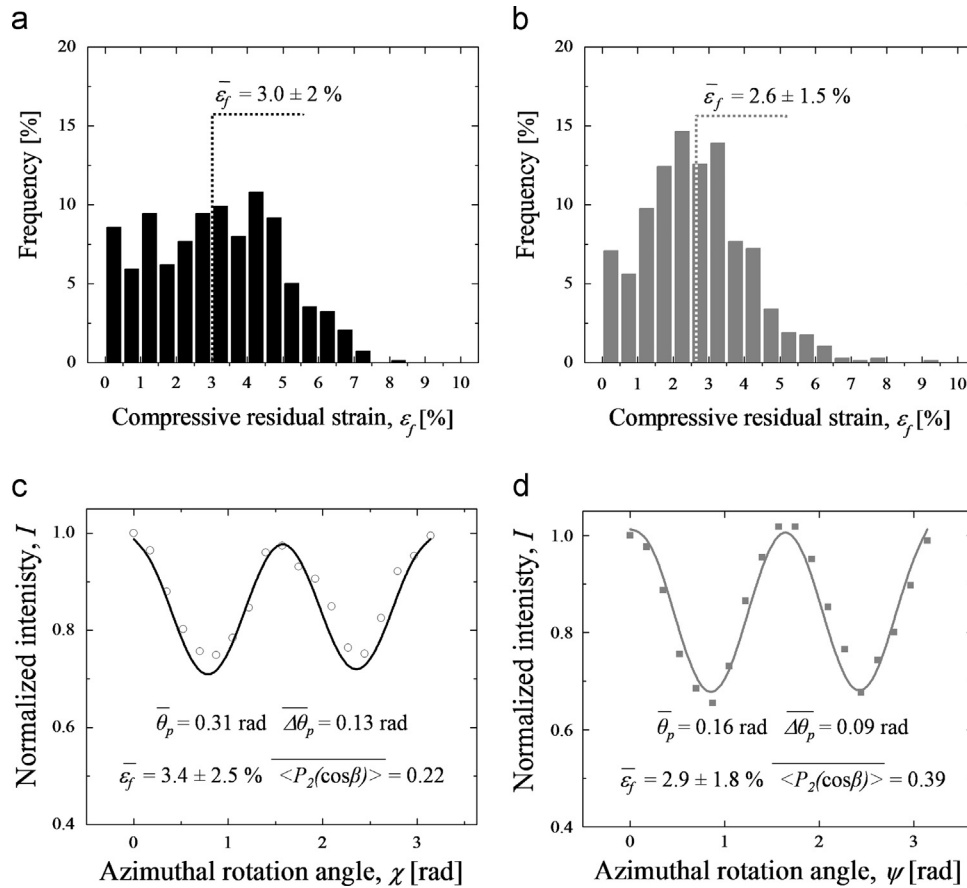 a
20
15
10
5
0
Frequency [%]
ε̅f = 3.0 ± 2 %
0 1 2 3 4 5 6 7 8 9 10
Compressive residual strain, εf [%]
b
20
15
10
5
0
Frequency [%]
ε̅f = 2.6 ± 1.5 %
0 1 2 3 4 5 6 7 8 9 10
Compressive residual strain, εf [%]
c
1.0
0.8
0.6
0.4
Normalized intenisty, I
θ̅p = 0.31 rad Δ̅θ̅p = 0.13 rad
ε̅f = 3.4 ± 2.5 % <P2(cosβ)> = 0.22
0 1 2 3
Azimuthal rotation angle, χ [rad]
d
1.0
0.8
0.6
0.4
Normalized intenisty, I
θ̅p = 0.16 rad Δ̅θ̅p = 0.09 rad
ε̅f = 2.9 ± 1.8 % <P2(cosβ)> = 0.39
0 1 2 3
Azimuthal rotation angle, ψ [rad]